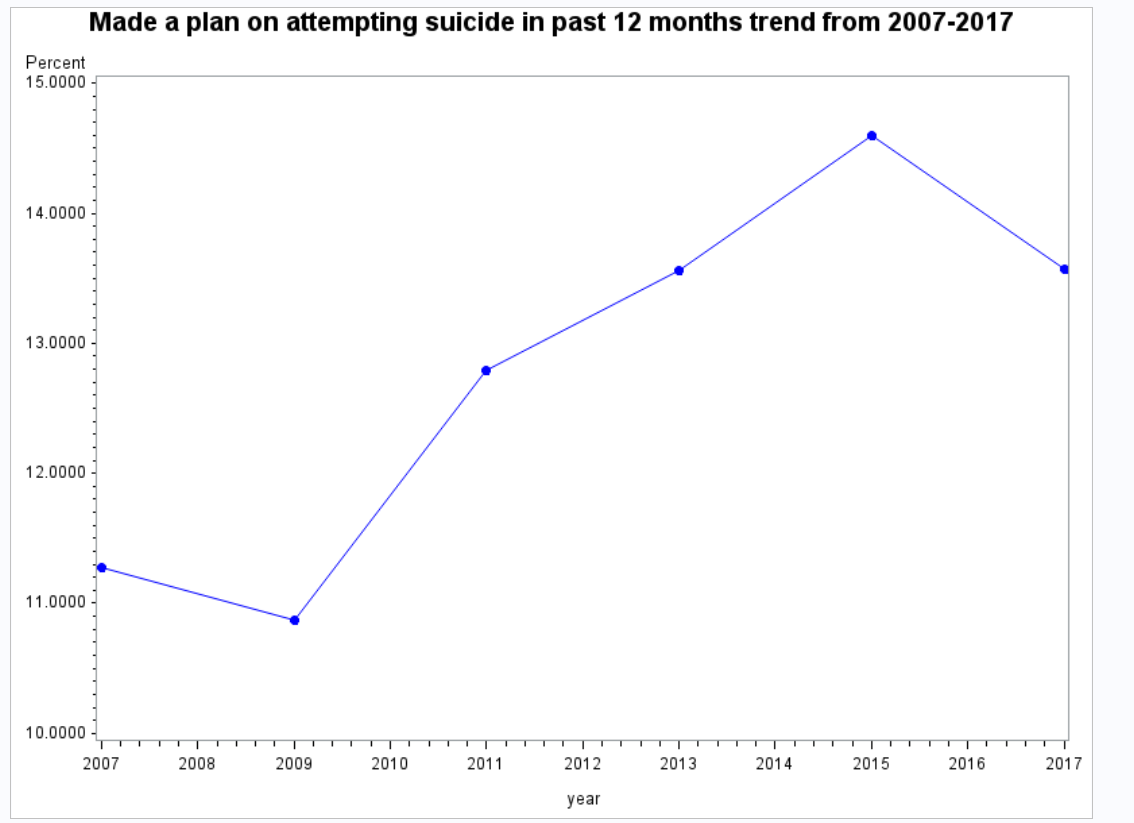 Made a plan on attempting suicide in past 12 months trend from 2007-2017
Percent
15.0000
14.0000
13.0000
12.0000
11.0000
10.0000
2007 2008 2009 2010 2011 2012 2013 2014 2015 2016 2017
year